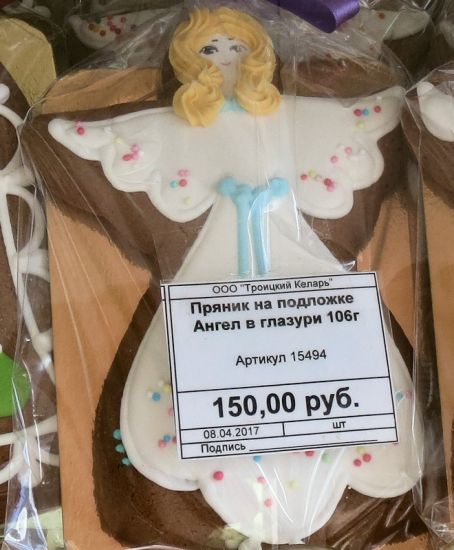 ООО "Троицкий Келарь"
Пряник на подложке
Ангел в глазури 106г
Артикул 15494
150,00 руб.
08.04.2017 шт
Подпись